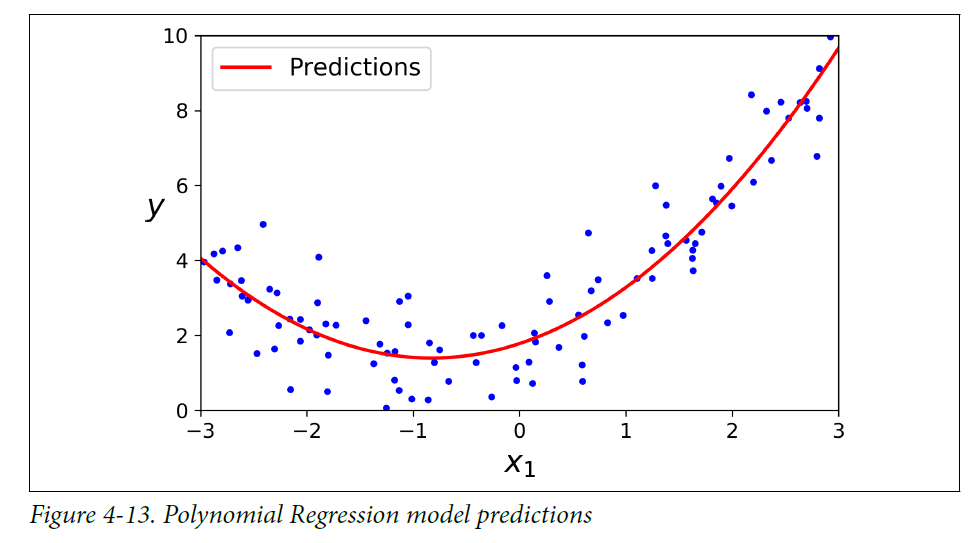 10
Predictions
8
6
y
4
2
0
−3 −2 −1 0 1 2 3
x₁
Figure 4-13. Polynomial Regression model predictions